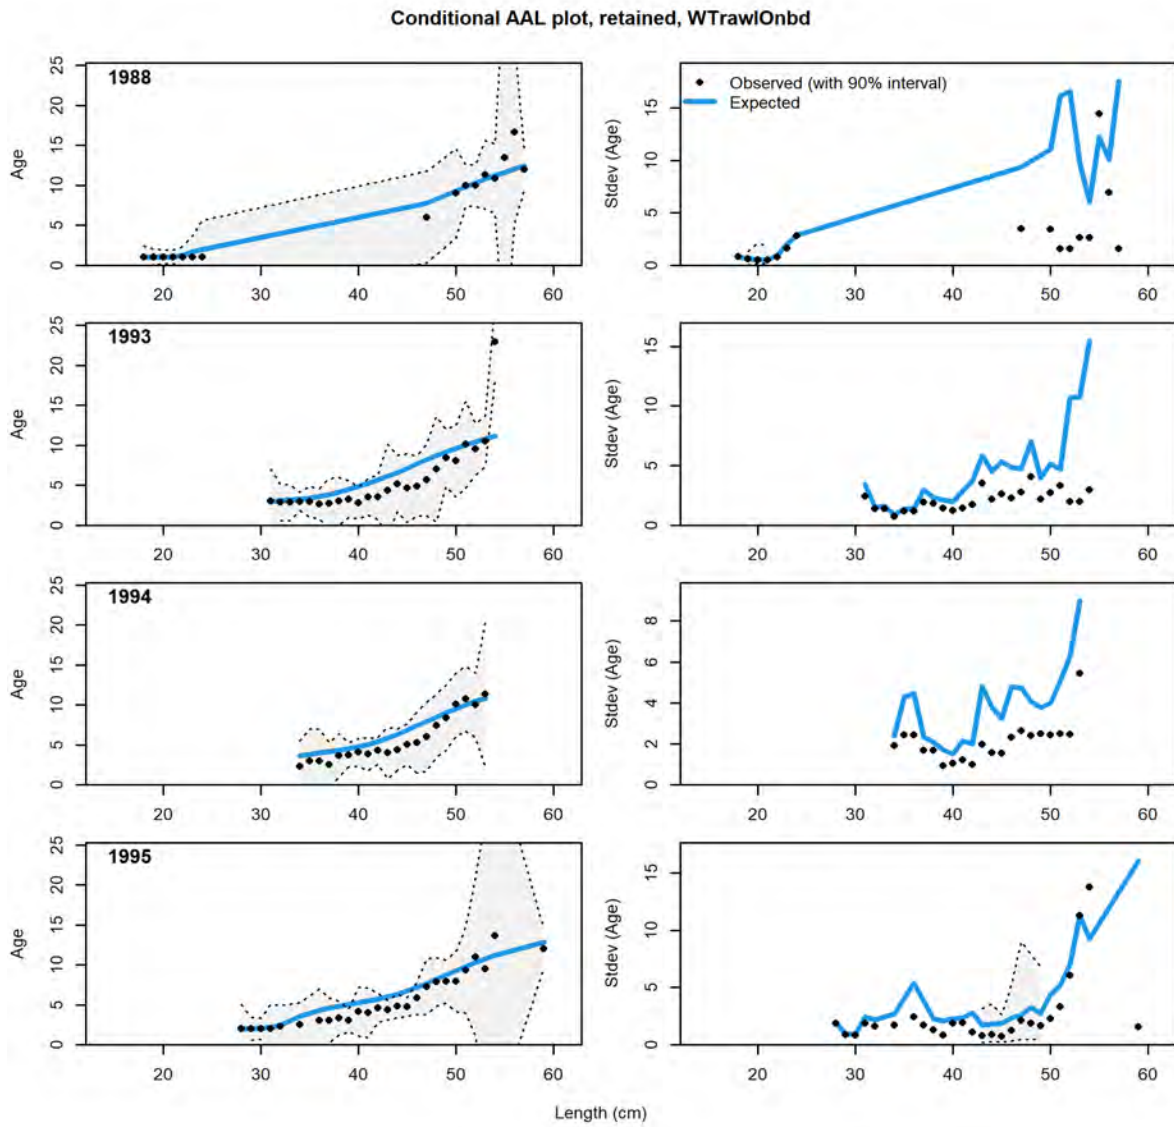 Conditional AAL plot, retained, WTrawlOnbd
1988
Age
0 5 10 15 20 25
20 30 40 50 60
Observed (with 90% interval)
Expected
Stdev (Age)
0 5 10 15
20 30 40 50 60
1993
Age
0 5 10 15 20 25
20 30 40 50 60
Stdev (Age)
0 5 10 15
20 30 40 50 60
1994
Age
0 5 10 15 20 25
20 30 40 50 60
Stdev (Age)
0 2 4 6 8
20 30 40 50 60
1995
Age
0 5 10 15 20 25
20 30 40 50 60
Stdev (Age)
0 5 10 15
20 30 40 50 60
Length (cm)